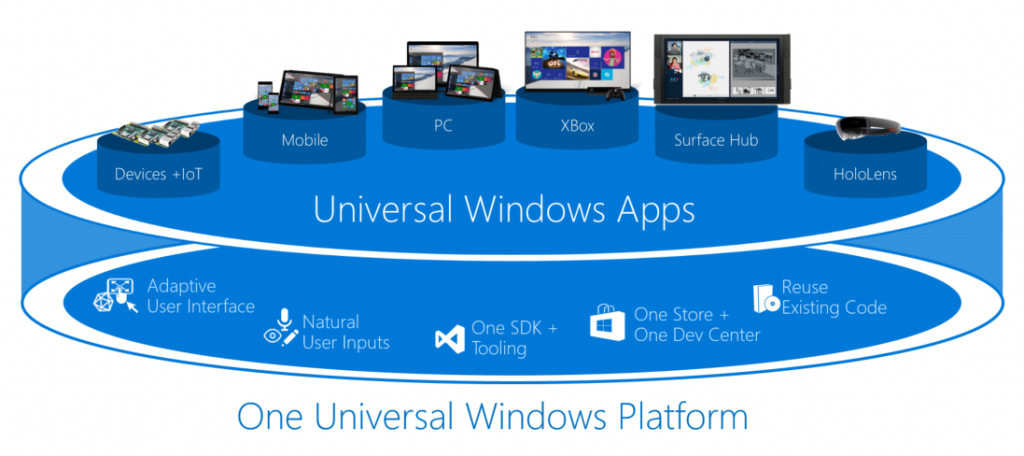 Devices +IoT
Mobile
PC
XBox
Surface Hub
HoloLens
Universal Windows Apps
Adaptive
User Interface
Natural
User Inputs
One SDK +
Tooling
One Store +
One Dev Center
Reuse
Existing Code
One Universal Windows Platform